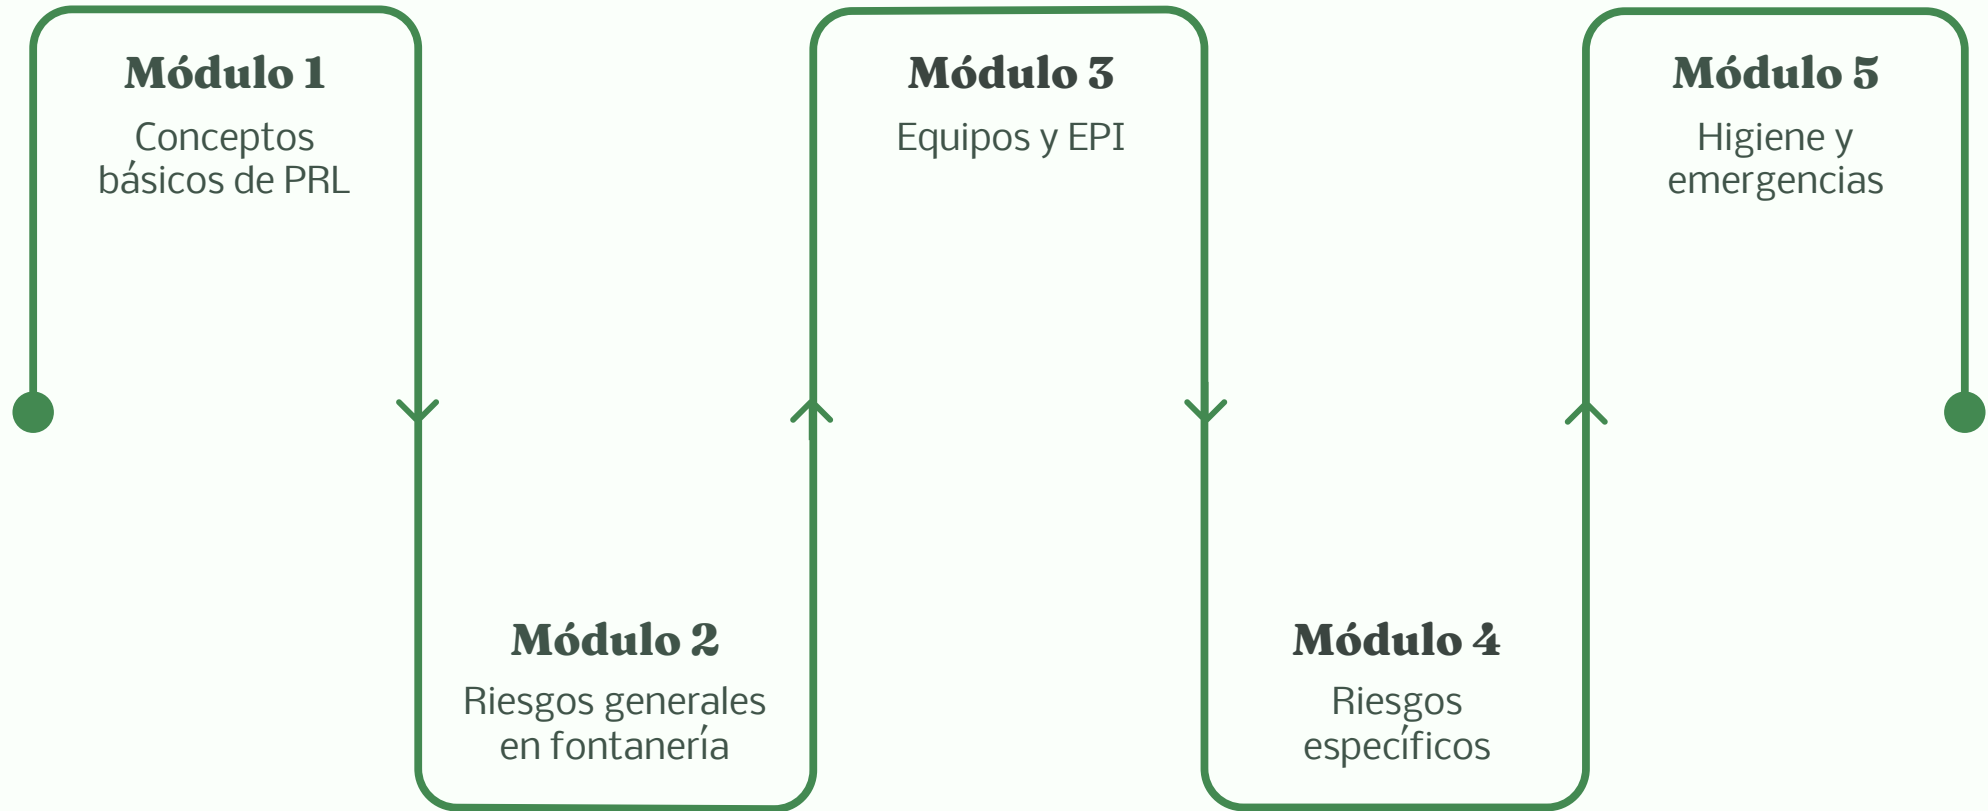 Módulo 1
Conceptos
básicos de PRL
Módulo 2
Riesgos generales
en fontanería
Módulo 3
Equipos y EPI
Módulo 4
Riesgos
específicos
Módulo 5
Higiene y
emergencias